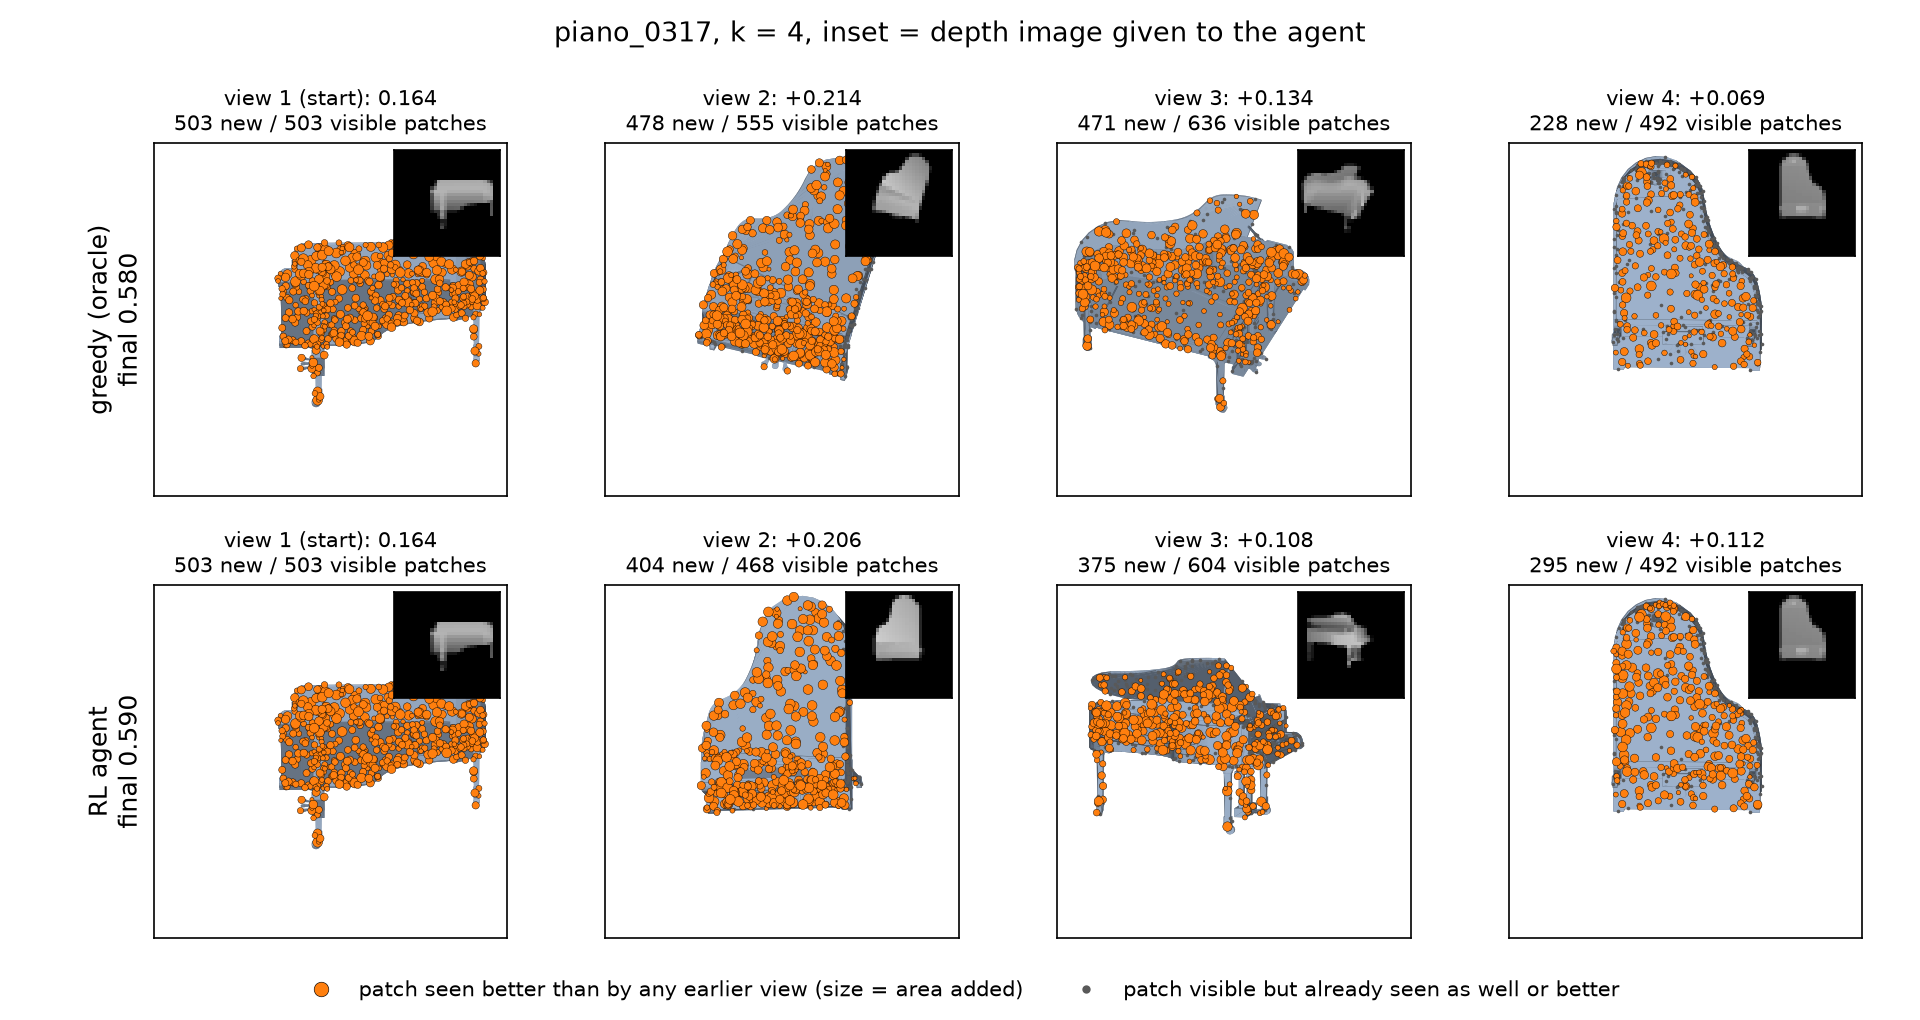 piano_0317, k = 4, inset = depth image given to the agent
view 1 (start): 0.164
503 new / 503 visible patches
view 2: +0.214
478 new / 555 visible patches
view 3: +0.134
471 new / 636 visible patches
view 4: +0.069
228 new / 492 visible patches
greedy (oracle)
final 0.580
view 1 (start): 0.164
503 new / 503 visible patches
view 2: +0.206
404 new / 468 visible patches
view 3: +0.108
375 new / 604 visible patches
view 4: +0.112
295 new / 492 visible patches
RL agent
final 0.590
patch seen better than by any earlier view (size = area added)
patch visible but already seen as well or better